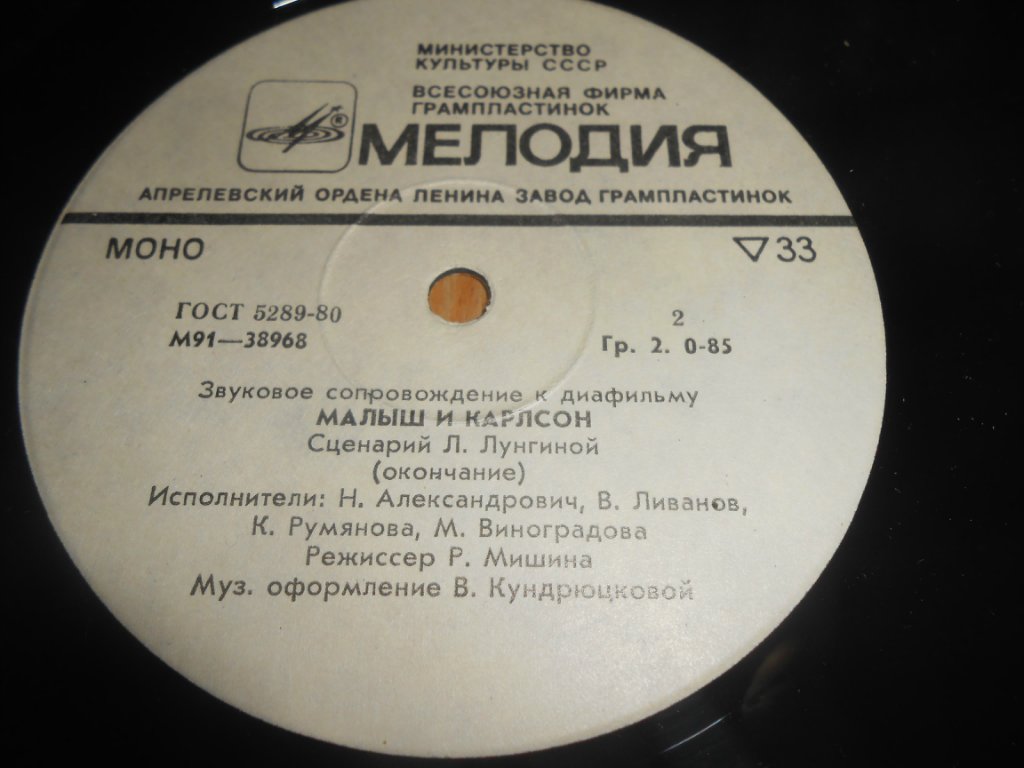 МИНИСТЕРСТВО
КУЛЬТУРЫ СССР
ВСЕСОЮЗНАЯ ФИРМА
ГРАМПЛАСТИНОК
®
МЕЛОДИЯ
АПРЕЛЕВСКИЙ ОРДЕНА ЛЕНИНА ЗАВОД ГРАМПЛАСТИНОК
МОНО ▽33
ГОСТ 5289-80 2
М91—38968 Гр. 2. 0-85
Звуковое сопровождение к диафильму
МАЛЫШ И КАРЛСОН
Сценарий Л. Лунгиной
(окончание)
Исполнители: Н. Александрович, В. Ливанов,
К. Румянова, М. Виноградова
Режиссер Р. Мишина
Муз. оформление В. Кундрюцковой